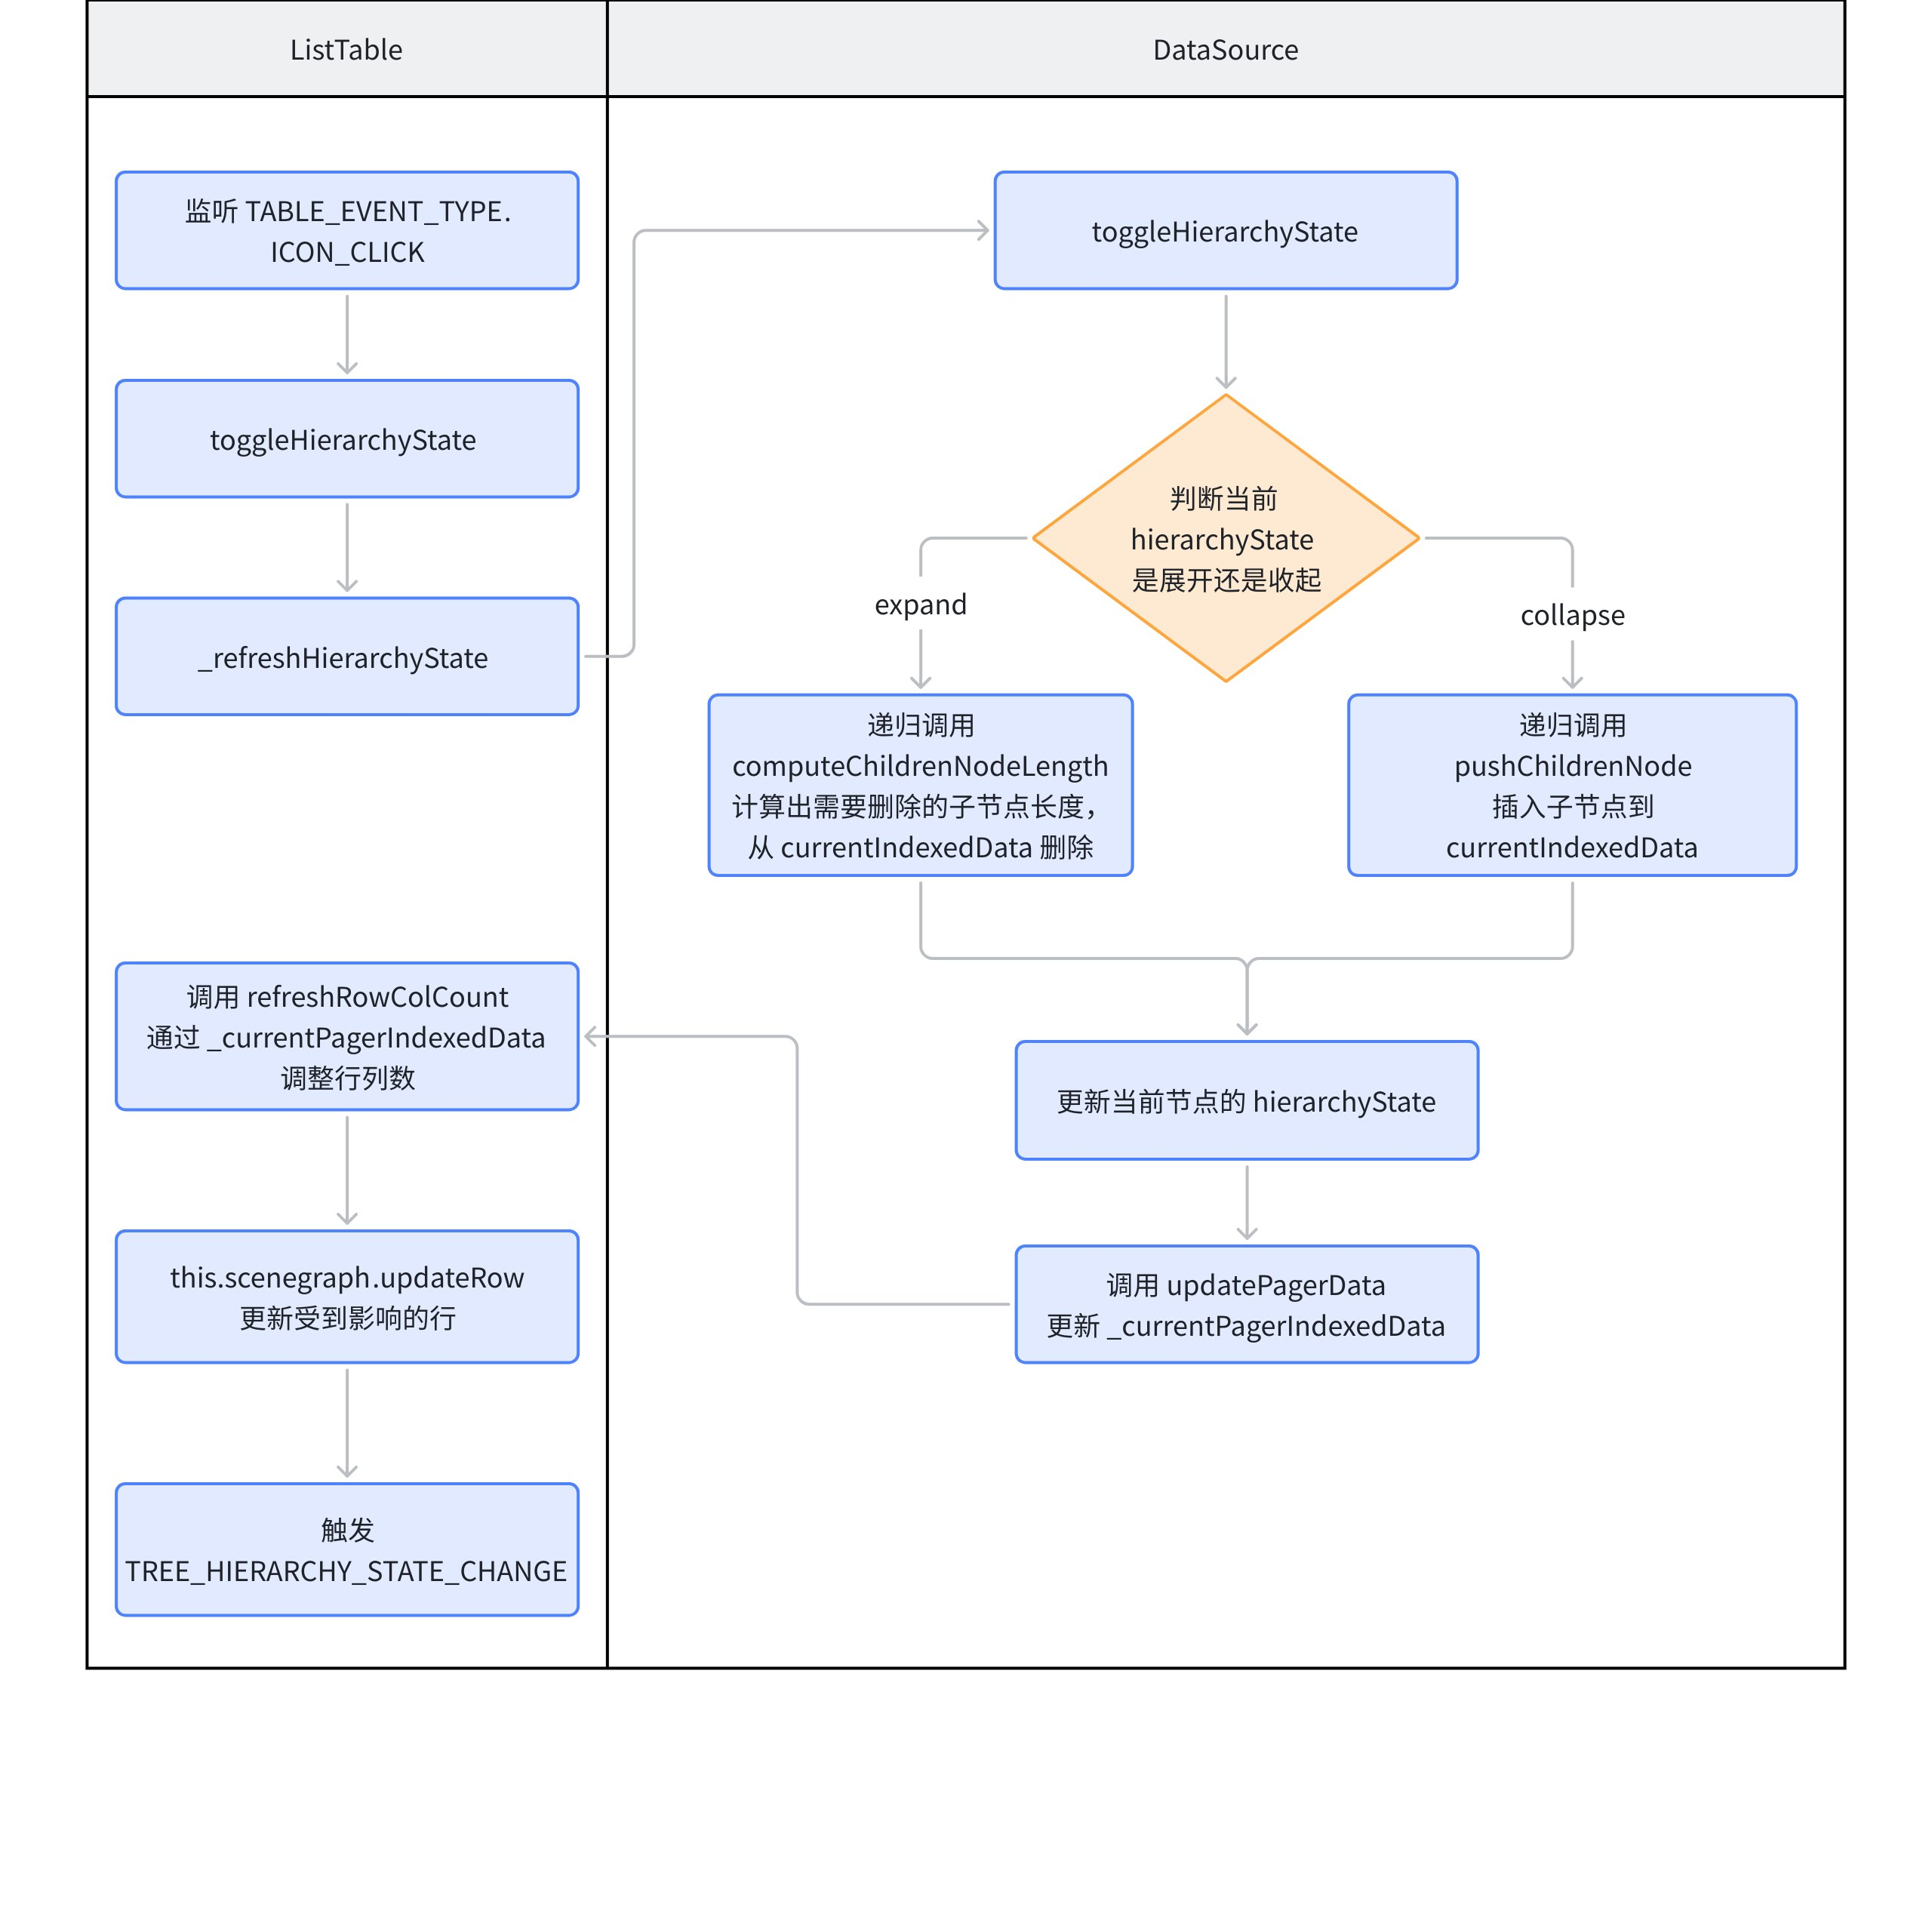 ListTable
DataSource
监听 TABLE_EVENT_TYPE.
ICON_CLICK
toggleHierarchyState
_refreshHierarchyState
toggleHierarchyState
判断当前
hierarchyState
是展开还是收起
expand
collapse
递归调用
computeChildrenNodeLength
计算出需要删除的子节点长度，
从 currentIndexedData 删除
递归调用
pushChildrenNode
插入子节点到
currentIndexedData
更新当前节点的 hierarchyState
调用 updatePagerData
更新 _currentPagerIndexedData
调用 refreshRowColCount
通过 _currentPagerIndexedData
调整行列数
this.scenegraph.updateRow
更新受到影响的行
触发
TREE_HIERARCHY_STATE_CHANGE